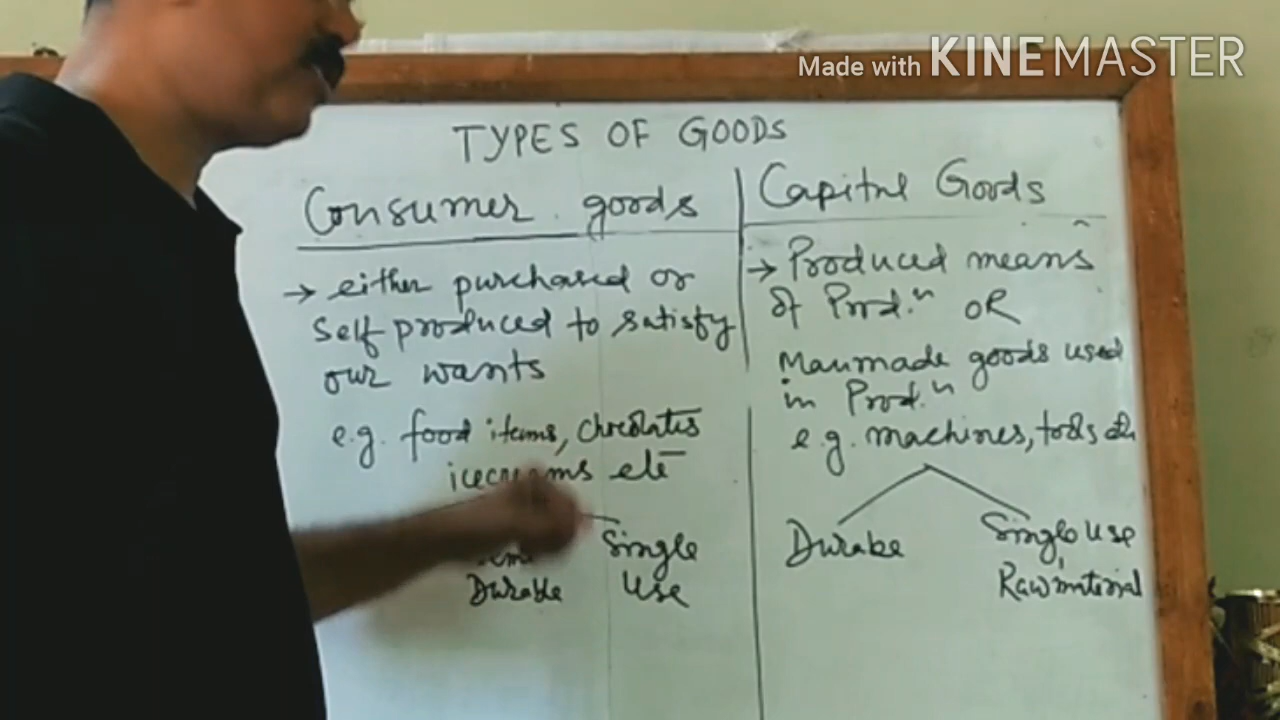 Made with KINEMASTER
TYPES OF GOODS
Consumer goods
→ either purchased or
self produced to satisfy
our wants
e.g. food items, chocolates
icecreams etc
Single
Durable Use
Capital Goods
→ Produced means
of Prod.ⁿ OR
Manmade goods used
in Prod.ⁿ
e.g. machines, tools etc
Durable Single Use
Raw material